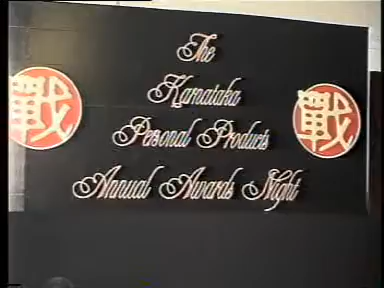 The
Kanataka
Personal Products
Annual Awards Night
戰 戰